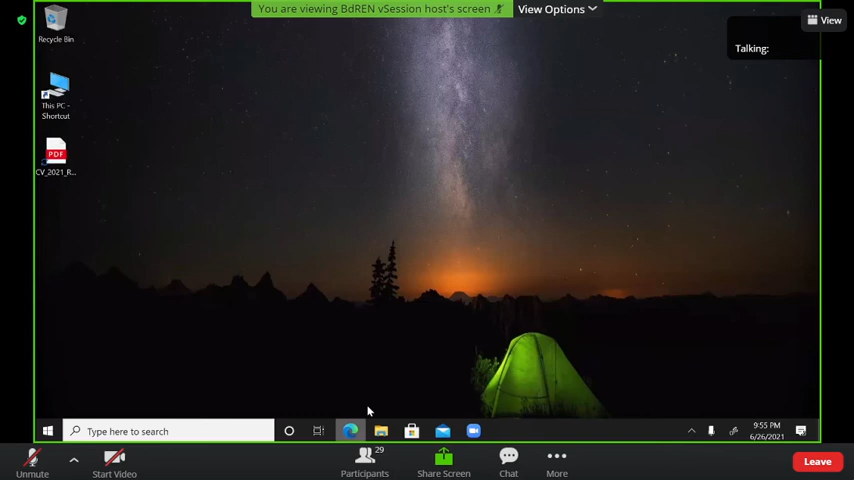 You are viewing BdREN vSession host's screen
View Options
View
Talking:
Recycle Bin
This PC -
Shortcut
PDF
CV_2021_R...
Type here to search
9:55 PM
6/26/2021
Unmute
Start Video
29
Participants
Share Screen
Chat
More
Leave